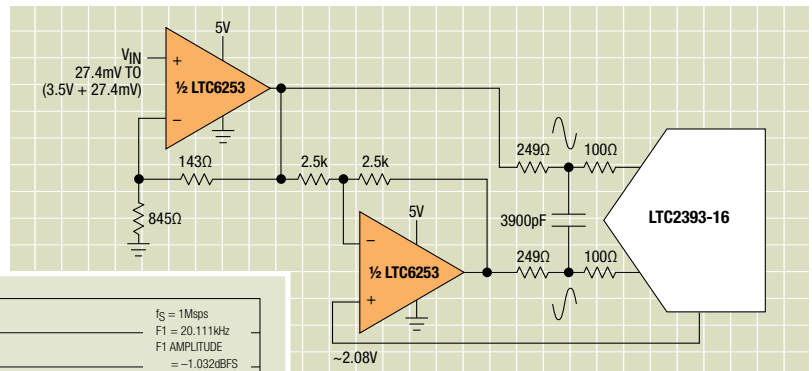 5V
VIN
27.4mV TO
(3.5V + 27.4mV)
+
½ LTC6253
–
143Ω
2.5k
2.5k
845Ω
249Ω
100Ω
3900pF
LTC2393-16
5V
–
½ LTC6253
+
249Ω
100Ω
~2.08V
fS = 1Msps
F1 = 20.111kHz
F1 AMPLITUDE
= –1.032dBFS